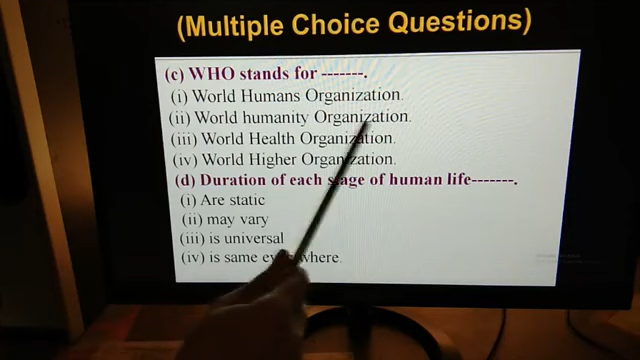 (Multiple Choice Questions)
(c) WHO stands for -------.
(i) World Humans Organization.
(ii) World humanity Organization.
(iii) World Health Organization.
(iv) World Higher Organization.
(d) Duration of each stage of human life-------.
(i) Are static
(ii) may vary
(iii) is universal
(iv) is same everywhere.